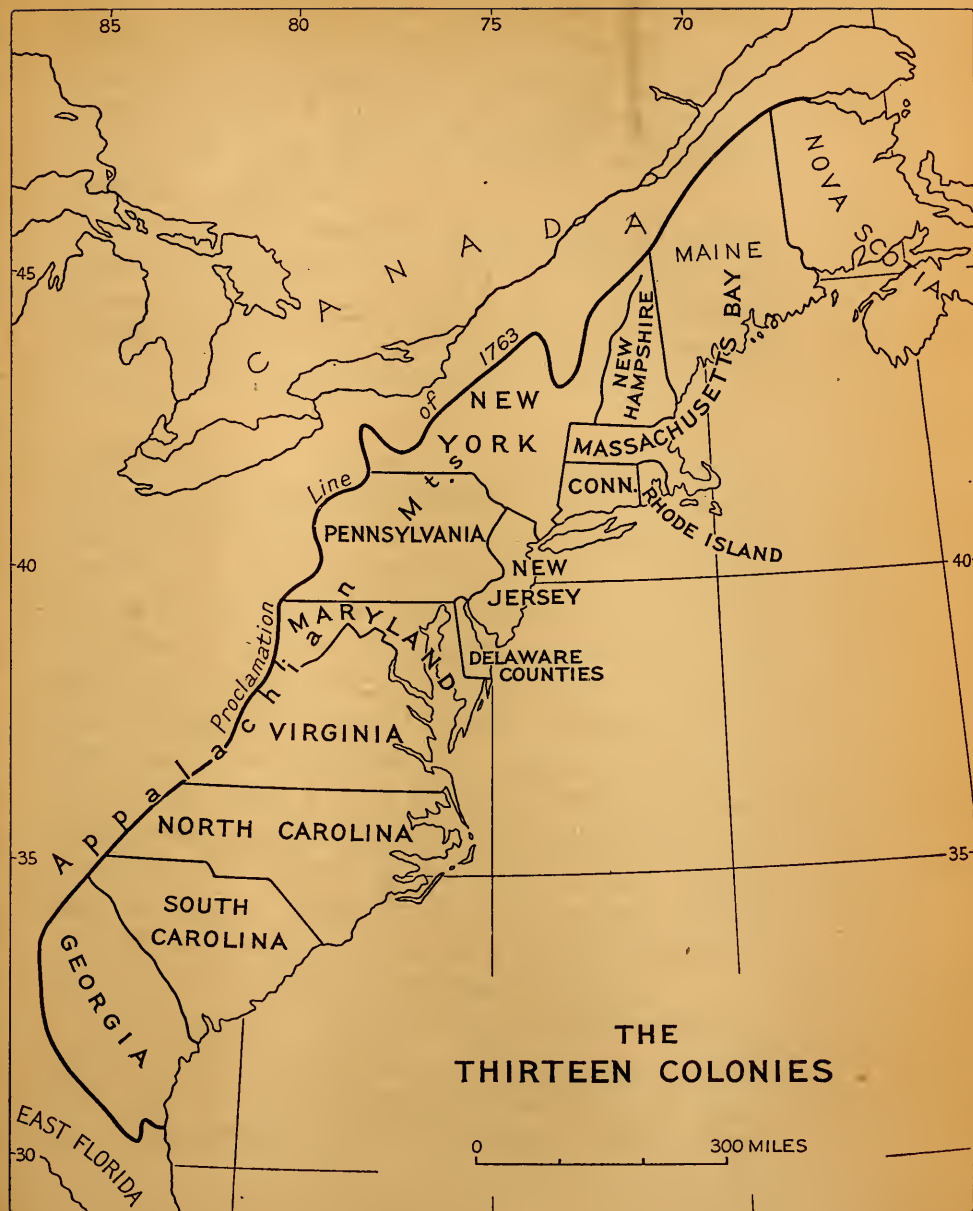 85 80 75 70
CANADA
NOVA SCOTIA
MAINE
MASSACHUSETTS BAY
NEW
HAMPSHIRE
NEW
YORK
CONN.
RHODE ISLAND
PENNSYLVANIA
NEW
JERSEY
MARYLAND
DELAWARE
COUNTIES
VIRGINIA
NORTH CAROLINA
SOUTH
CAROLINA
GEORGIA
EAST FLORIDA
Proclamation Line of 1763
Appalachian Mts.
45
40
40
35
35
30
THE
THIRTEEN COLONIES
0 300 MILES